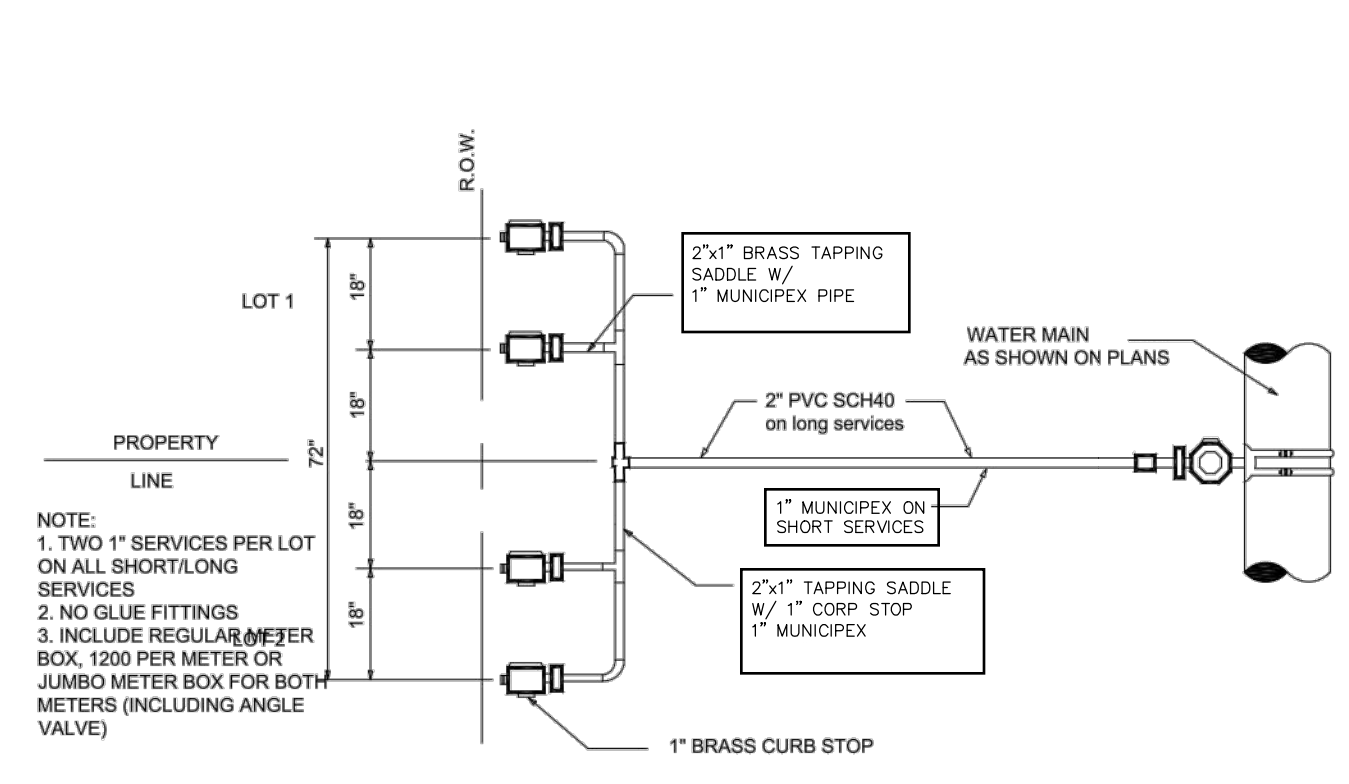 R.O.W.
2"x1" BRASS TAPPING
SADDLE W/
1" MUNICIPEX PIPE
LOT 1
18"
WATER MAIN
AS SHOWN ON PLANS
18"
2" PVC SCH40
on long services
PROPERTY
LINE
72"
1" MUNICIPEX ON
SHORT SERVICES
18"
NOTE:
1. TWO 1" SERVICES PER LOT
ON ALL SHORT/LONG
SERVICES
2. NO GLUE FITTINGS
3. INCLUDE REGULAR METER
BOX, 1200 PER METER OR
JUMBO METER BOX FOR BOTH
METERS (INCLUDING ANGLE
VALVE)
LOT 2
18"
2"x1" TAPPING SADDLE
W/ 1" CORP STOP
1" MUNICIPEX
1" BRASS CURB STOP